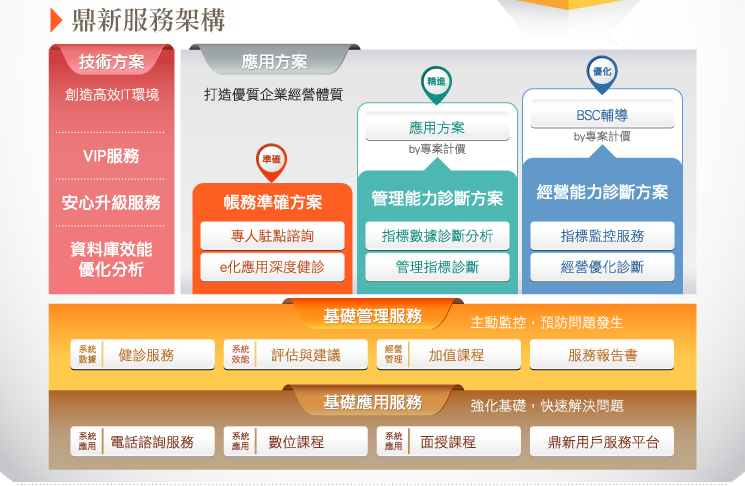 鼎新服務架構
技術方案
創造高效IT環境
VIP服務
安心升級服務
資料庫效能
優化分析
應用方案
打造優質企業經營體質
準確
帳務準確方案
專人駐點諮詢
e化應用深度健診
精進
應用方案
by專案計價
管理能力診斷方案
指標數據診斷分析
管理指標診斷
優化
BSC輔導
by專案計價
經營能力診斷方案
指標監控服務
經營優化診斷
基礎管理服務
主動監控，預防問題發生
系統
數據
健診服務
系統
效能
評估與建議
經營
管理
加值課程
服務報告書
基礎應用服務
強化基礎，快速解決問題
系統
應用
電話諮詢服務
系統
應用
數位課程
系統
應用
面授課程
鼎新用戶服務平台